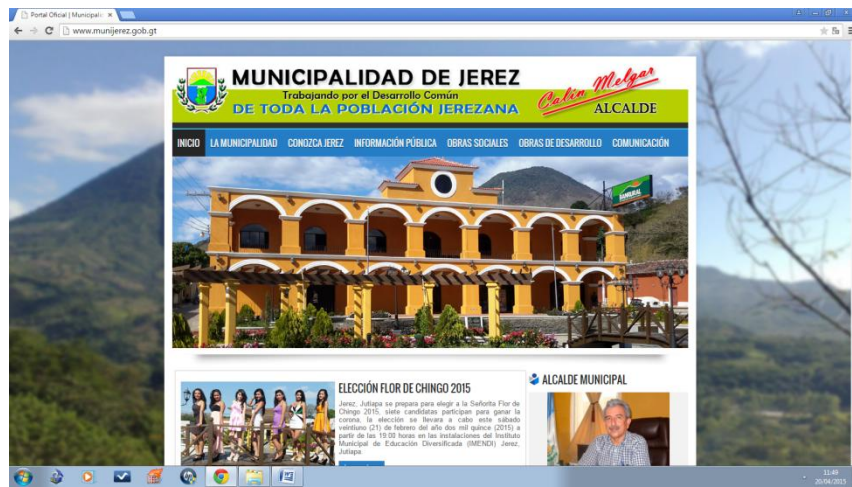 Portal Oficial | Municipali
www.munijerez.gob.gt
MUNICIPALIDAD DE JEREZ
Trabajando por el Desarrollo Común
DE TODA LA POBLACIÓN JEREZANA
Calin Melgar
ALCALDE
INICIO LA MUNICIPALIDAD CONOZCA JEREZ INFORMACIÓN PÚBLICA OBRAS SOCIALES OBRAS DE DESARROLLO COMUNICACIÓN
BANRURAL
ELECCIÓN FLOR DE CHINGO 2015
Jerez, Jutiapa se prepara para elegir a la Señorita Flor de
Chingo 2015, siete candidatas participan para ganar la
corona, la elección se llevara a cabo este sábado
veintiuno (21) de febrero del año dos mil quince (2015) a
partir de las 19:00 horas en las instalaciones del Instituto
Municipal de Educación Diversificada (IMENDI) Jerez,
Jutiapa.
ALCALDE MUNICIPAL
11:49
20/04/2015